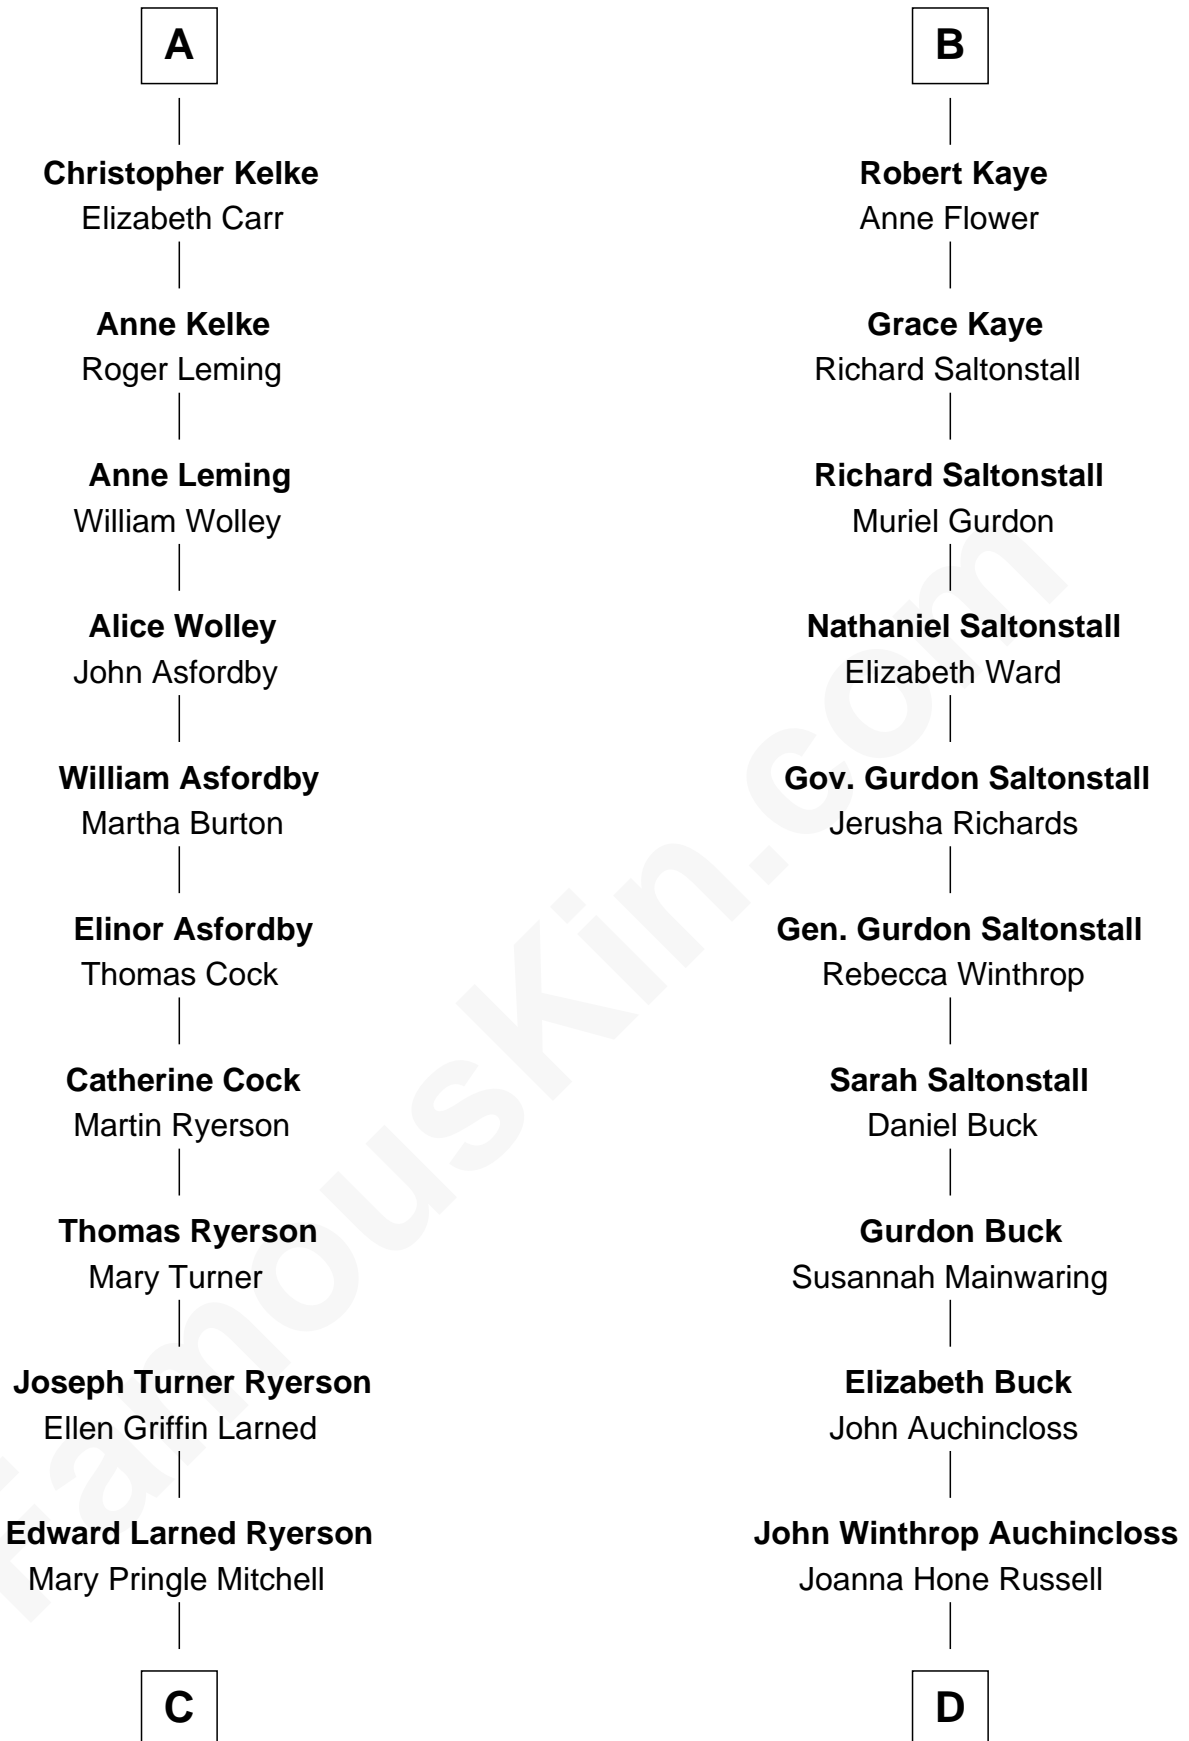 A
Christopher Kelke
Elizabeth Carr
Anne Kelke
Roger Leming
Anne Leming
William Wolley
Alice Wolley
John Asfordby
William Asfordby
Martha Burton
Elinor Asfordby
Thomas Cock
Catherine Cock
Martin Ryerson
Thomas Ryerson
Mary Turner
Joseph Turner Ryerson
Ellen Griffin Larned
Edward Larned Ryerson
Mary Pringle Mitchell
C
B
Robert Kaye
Anne Flower
Grace Kaye
Richard Saltonstall
Richard Saltonstall
Muriel Gurdon
Nathaniel Saltonstall
Elizabeth Ward
Gov. Gurdon Saltonstall
Jerusha Richards
Gen. Gurdon Saltonstall
Rebecca Winthrop
Sarah Saltonstall
Daniel Buck
Gurdon Buck
Susannah Mainwaring
Elizabeth Buck
John Auchincloss
John Winthrop Auchincloss
Joanna Hone Russell
D
FamousKin.com